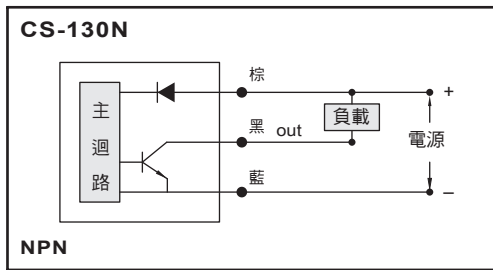 CS-130N
棕
+
主
迴
路
負載
黑 out
電源
藍
−
NPN